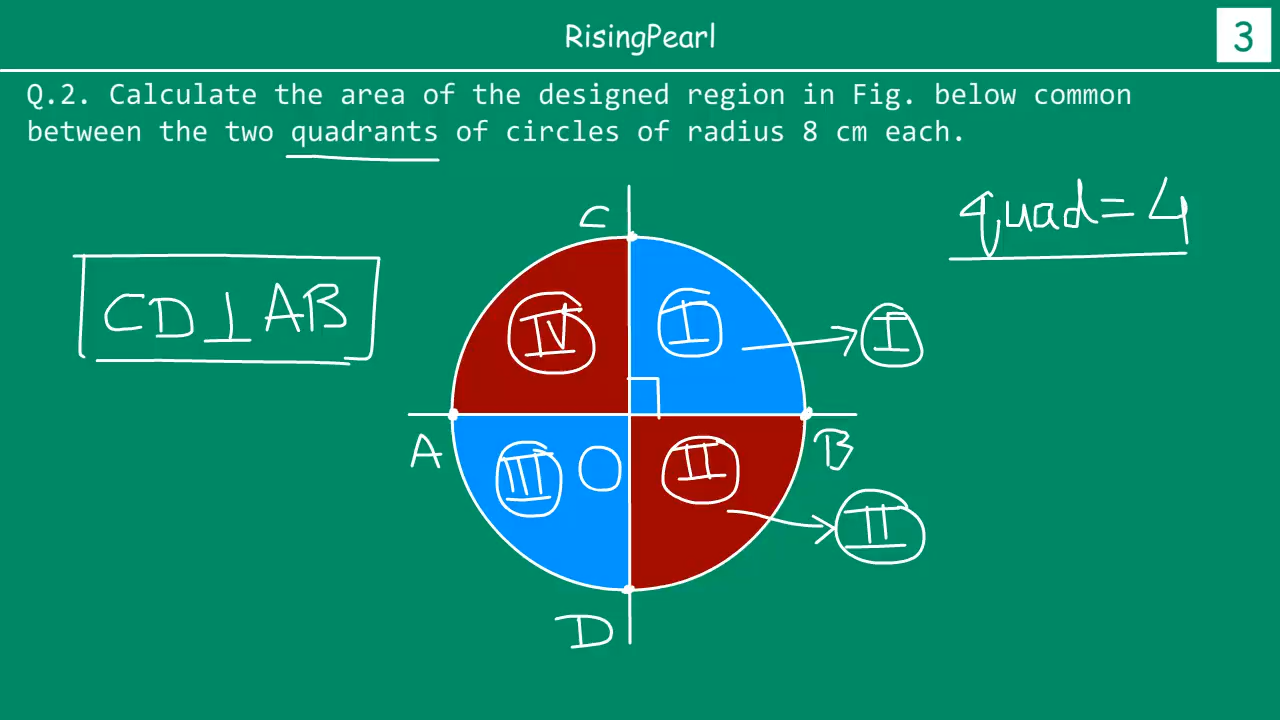 RisingPearl
3
Q.2. Calculate the area of the designed region in Fig. below common
between the two quadrants of circles of radius 8 cm each.
quad=4
C
CD⊥AB
IV
I
I
A
B
III
O
II
II
D